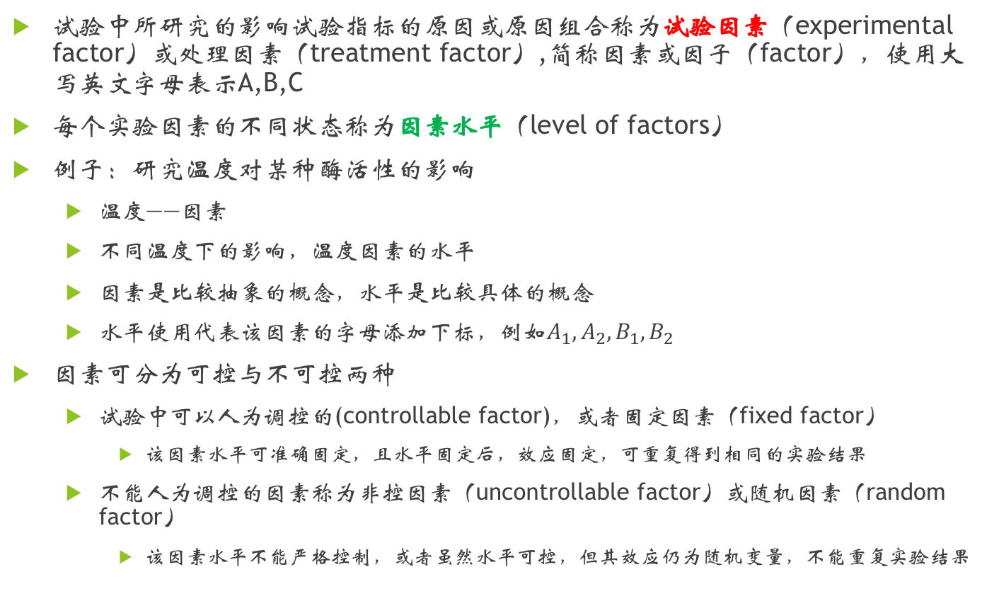 试验中所研究的影响试验指标的原因或原因组合称为试验因素（experimental
factor）或处理因素（treatment factor）,简称因素或因子（factor），使用大
写英文字母表示A,B,C
每个实验因素的不同状态称为因素水平（level of factors）
例子：研究温度对某种酶活性的影响
温度——因素
不同温度下的影响，温度因素的水平
因素是比较抽象的概念，水平是比较具体的概念
水平使用代表该因素的字母添加下标，例如A₁, A₂, B₁, B₂
因素可分为可控与不可控两种
试验中可以人为调控的(controllable factor)，或者固定因素（fixed factor）
该因素水平可准确固定，且水平固定后，效应固定，可重复得到相同的实验结果
不能人为调控的因素称为非控因素（uncontrollable factor）或随机因素（random
factor）
该因素水平不能严格控制，或者虽然水平可控，但其效应仍为随机变量，不能重复实验结果